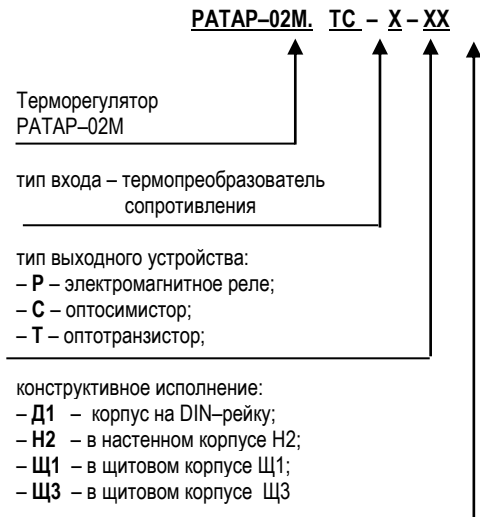 РАТАР–02М. ТС – Х – ХХ
Терморегулятор
РАТАР–02М
тип входа – термопреобразователь
сопротивления
тип выходного устройства:
– Р – электромагнитное реле;
– С – оптосимистор;
– Т – оптотранзистор;
конструктивное исполнение:
– Д1 – корпус на DIN–рейку;
– Н2 – в настенном корпусе Н2;
– Щ1 – в щитовом корпусе Щ1;
– Щ3 – в щитовом корпусе Щ3